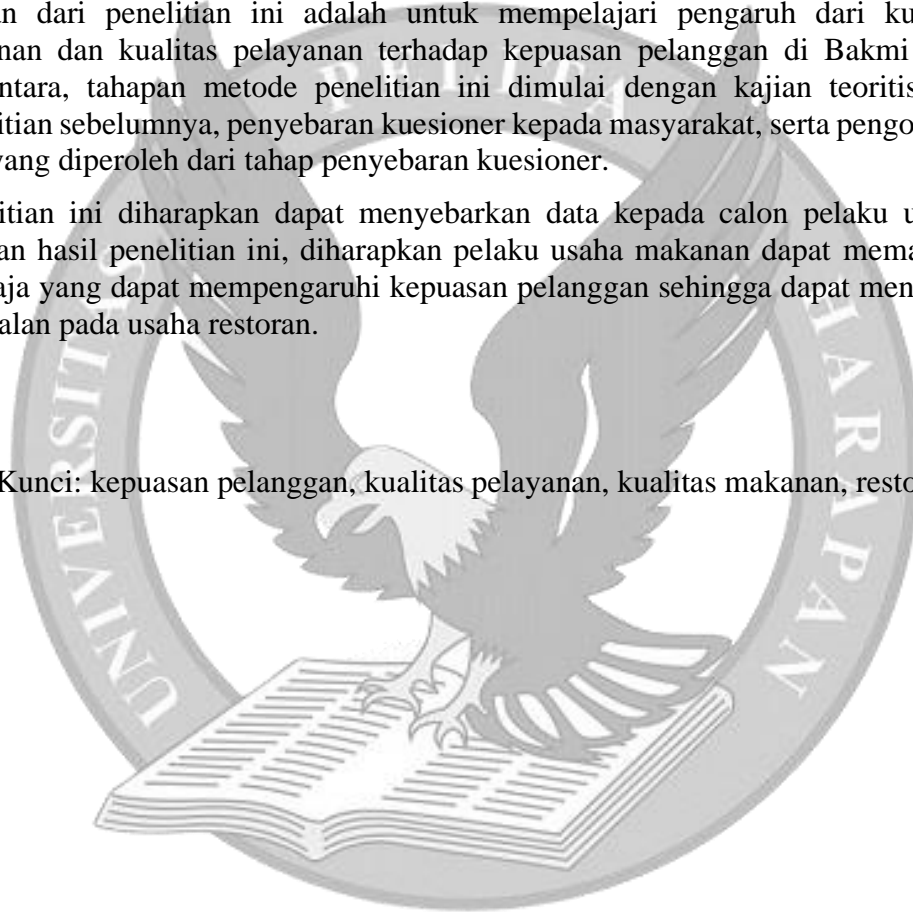 an dari penelitian ini adalah untuk mempelajari pengaruh dari ku
nan dan kualitas pelayanan terhadap kepuasan pelanggan di Bakmi
ntara, tahapan metode penelitian ini dimulai dengan kajian teoritis
itian sebelumnya, penyebaran kuesioner kepada masyarakat, serta pengo
yang diperoleh dari tahap penyebaran kuesioner.
itian ini diharapkan dapat menyebarkan data kepada calon pelaku u
an hasil penelitian ini, diharapkan pelaku usaha makanan dapat mema
aja yang dapat mempengaruhi kepuasan pelanggan sehingga dapat men
alan pada usaha restoran.
Kunci: kepuasan pelanggan, kualitas pelayanan, kualitas makanan, resto
UNIVERSITAS
PELITA
HARAPAN